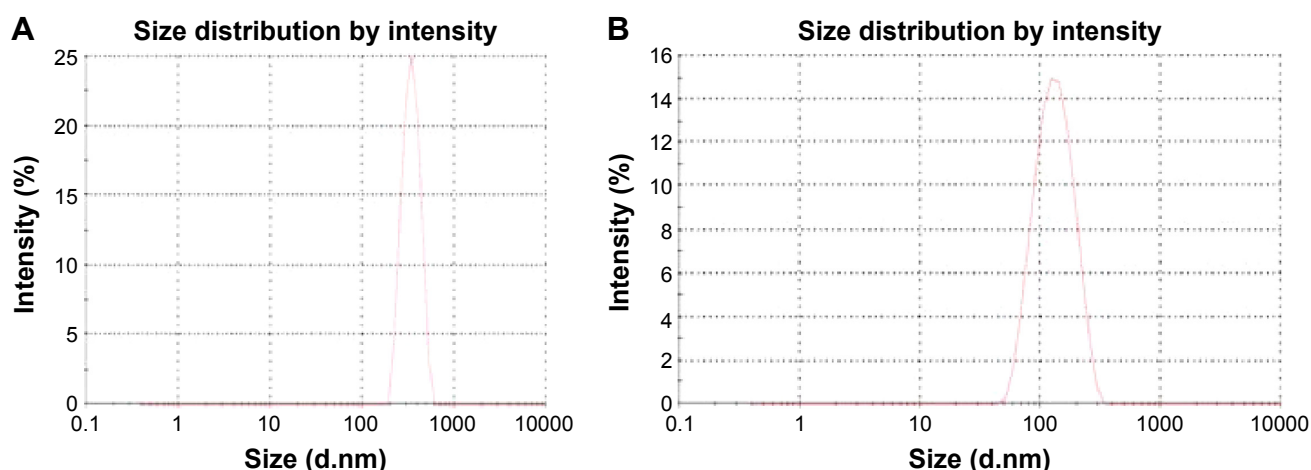 A
Size distribution by intensity
Intensity (%)
25
20
15
10
5
0
0.1 1 10 100 1000 10000
Size (d.nm)
B
Size distribution by intensity
Intensity (%)
16
14
12
10
8
6
4
2
0
0.1 1 10 100 1000 10000
Size (d.nm)